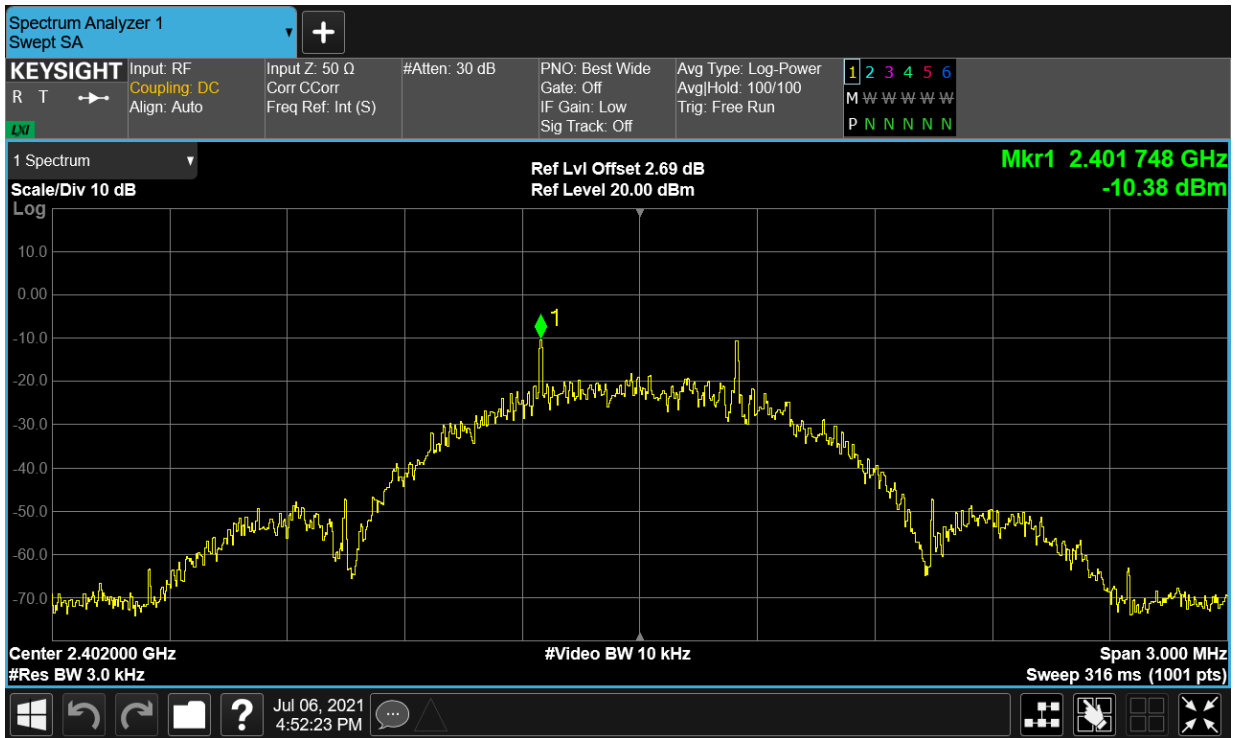 Spectrum Analyzer 1
Swept SA
KEYSIGHT
R T
LXI
Input: RF
Coupling: DC
Align: Auto
Input Z: 50 Ω
Corr CCorr
Freq Ref: Int (S)
#Atten: 30 dB
PNO: Best Wide
Gate: Off
IF Gain: Low
Sig Track: Off
Avg Type: Log-Power
Avg|Hold: 100/100
Trig: Free Run
1 2 3 4 5 6
M W W W W W
P N N N N N N
1 Spectrum
Scale/Div 10 dB
Log
Ref Lvl Offset 2.69 dB
Ref Level 20.00 dBm
Mkr1 2.401 748 GHz
-10.38 dBm
10.0
0.00
-10.0
-20.0
-30.0
-40.0
-50.0
-60.0
-70.0
1
Center 2.402000 GHz
#Video BW 10 kHz
Span 3.000 MHz
#Res BW 3.0 kHz
Sweep 316 ms (1001 pts)
?
Jul 06, 2021
4:52:23 PM